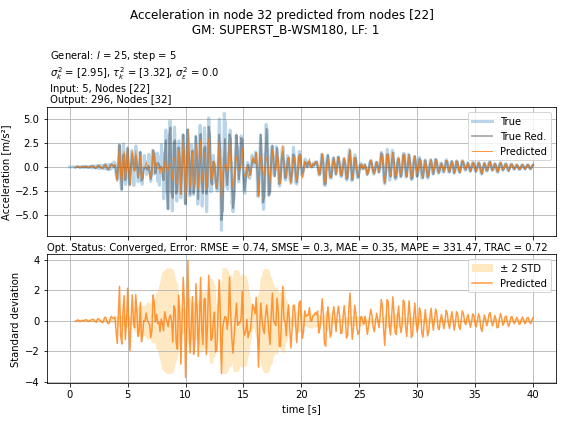 Acceleration in node 32 predicted from nodes [22]
GM: SUPERST_B-WSM180, LF: 1
General: l = 25, step = 5
σ²ₖ = [2.95], τ²ₖ = [3.32], σ²ε = 0.0
Input: 5, Nodes [22]
Output: 296, Nodes [32]
Acceleration [m/s²]
5.0
2.5
0.0
−2.5
−5.0
True
True Red.
Predicted
Opt. Status: Converged, Error: RMSE = 0.74, SMSE = 0.3, MAE = 0.35, MAPE = 331.47, TRAC = 0.72
Standard deviation
4
2
0
−2
−4
± 2 STD
Predicted
0 5 10 15 20 25 30 35 40
time [s]